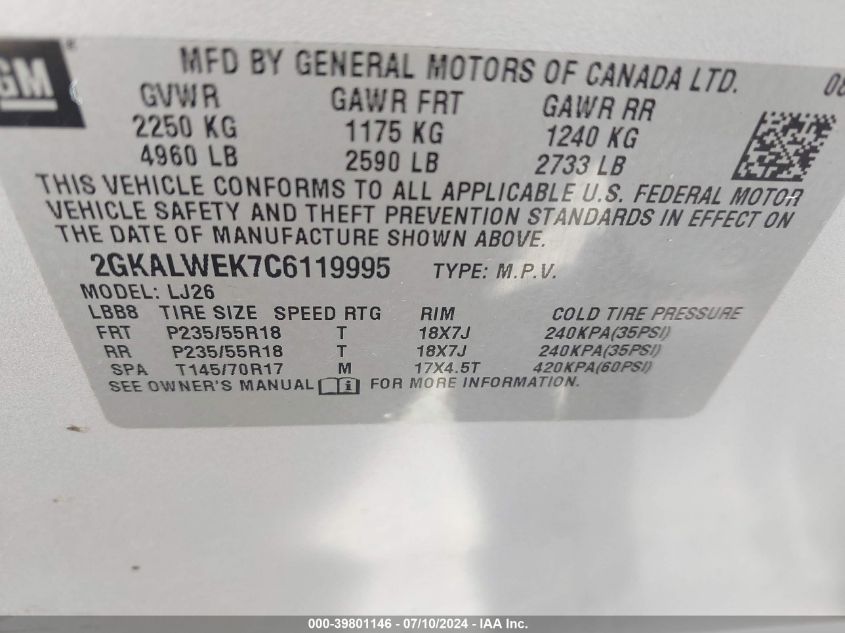 GM ®
MFD BY GENERAL MOTORS OF CANADA LTD. 08
GVWR GAWR FRT GAWR RR
2250 KG 1175 KG 1240 KG
4960 LB 2590 LB 2733 LB
THIS VEHICLE CONFORMS TO ALL APPLICABLE U.S. FEDERAL MOTOR
VEHICLE SAFETY AND THEFT PREVENTION STANDARDS IN EFFECT ON
THE DATE OF MANUFACTURE SHOWN ABOVE.
2GKALWEK7C6119995 TYPE: M.P.V.
MODEL: LJ26
LBB8 TIRE SIZE SPEED RTG RIM COLD TIRE PRESSURE
FRT P235/55R18 T 18X7J 240KPA(35PSI)
RR P235/55R18 T 18X7J 240KPA(35PSI)
SPA T145/70R17 M 17X4.5T 420KPA(60PSI)
SEE OWNER'S MANUAL i FOR MORE INFORMATION.
000-39801146 - 07/10/2024 - IAA Inc.